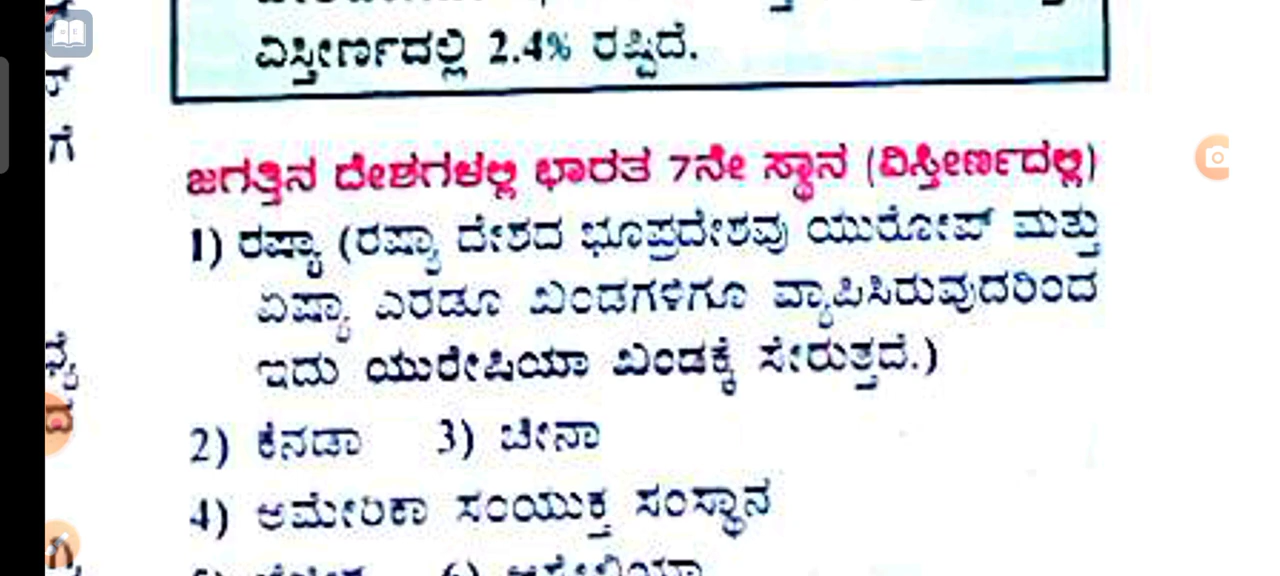 ವಿಸ್ತೀರ್ಣದಲ್ಲಿ 2.4% ರಷ್ಟಿದೆ.
ಗೆ
ಜಗತ್ತಿನ ದೇಶಗಳಲ್ಲಿ ಭಾರತ 7ನೇ ಸ್ಥಾನ (ವಿಸ್ತೀರ್ಣದಲ್ಲಿ)
1) ರಷ್ಯಾ (ರಷ್ಯಾ ದೇಶದ ಭೂಪ್ರದೇಶವು ಯುರೋಪ್ ಮತ್ತು
ಏಷ್ಯಾ ಎರಡೂ ಖಂಡಗಳಿಗೂ ವ್ಯಾಪಿಸಿರುವುದರಿಂದ
ಇದು ಯುರೇಷಿಯಾ ಖಂಡಕ್ಕೆ ಸೇರುತ್ತದೆ.)
2) ಕೆನಡಾ 3) ಚೀನಾ
4) ಅಮೇರಿಕಾ ಸಂಯುಕ್ತ ಸಂಸ್ಥಾನ